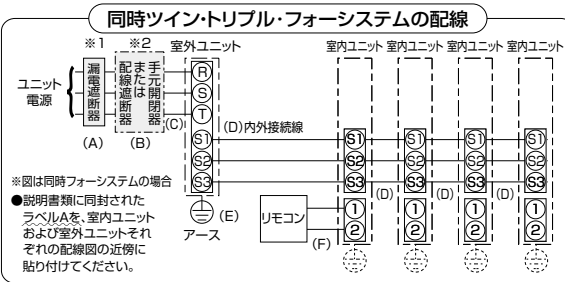 同時ツイン・トリプル・フォーシステムの配線
※1
※2
室外ユニット
室内ユニット
室内ユニット
室内ユニット
室内ユニット
ユニット
電源
漏電遮断器
配線遮断器
または
手元開閉器
R
S
T
(A)
(B)
(C)
(D)内外接続線
S1
S2
S3
S1
S2
S3
S1
S2
S3
S1
S2
S3
S1
S2
S3
(D)
(D)
(D)
(E)
アース
リモコン
(F)
1
2
1
2
1
2
1
2
※図は同時フォーシステムの場合
●説明書類に同封された
ラベルAを、室内ユニット
および室外ユニットそれ
ぞれの配線図の近傍に
貼り付けてください。